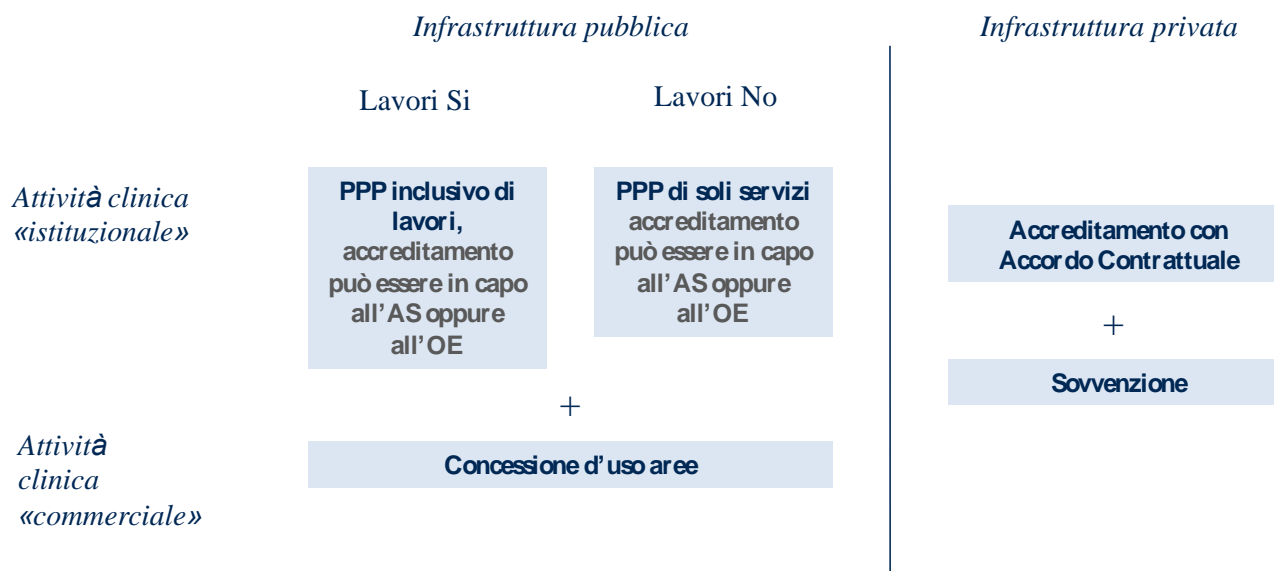 Infrastruttura pubblica
Infrastruttura privata
Lavori Si
Lavori No
Attività clinica
«istituzionale»
PPP inclusivo di
lavori,
accreditamento
può essere in capo
all’AS oppure
all’OE
PPP di soli servizi
accreditamento
può essere in capo
all’AS oppure
all’OE
Accreditamento con
Accordo Contrattuale
+
Sovvenzione
+
Concessione d’uso aree
Attività
clinica
«commerciale»